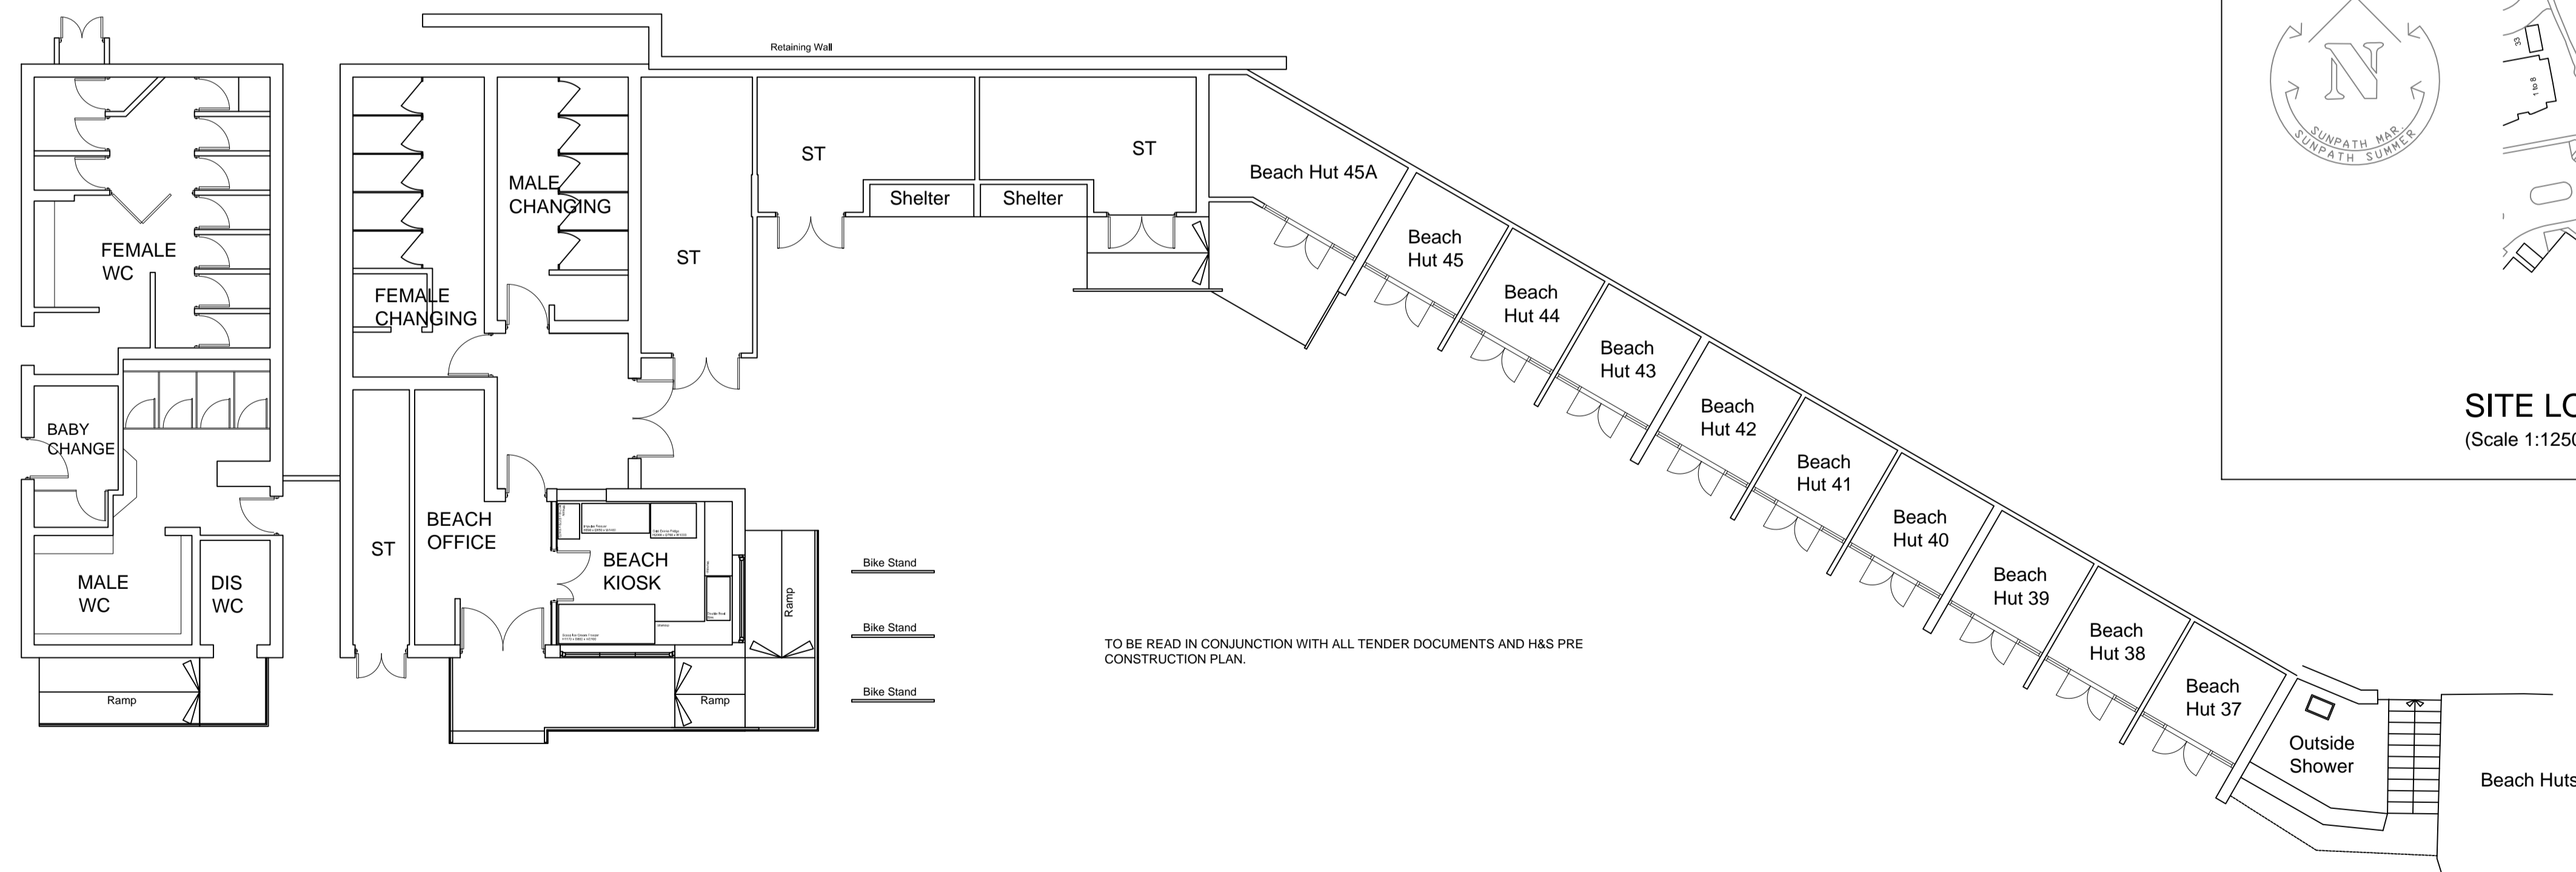 Retaining Wall
FEMALE
WC
BABY
CHANGE
MALE
WC
DIS
WC
Ramp
MALE
CHANGING
FEMALE
CHANGING
ST
BEACH
OFFICE
BEACH
KIOSK
Ramp
Ramp
ST
ST
ST
Shelter
Shelter
Bike Stand
Bike Stand
Bike Stand
TO BE READ IN CONJUNCTION WITH ALL TENDER DOCUMENTS AND H&S PRE
CONSTRUCTION PLAN.
Beach Hut 45A
Beach
Hut 45
Beach
Hut 44
Beach
Hut 43
Beach
Hut 42
Beach
Hut 41
Beach
Hut 40
Beach
Hut 39
Beach
Hut 38
Beach
Hut 37
Outside
Shower
Beach Huts
N
SUNPATH MAR.
SUNPATH SUMMER
33
1 to 8
SITE LO
(Scale 1:1250